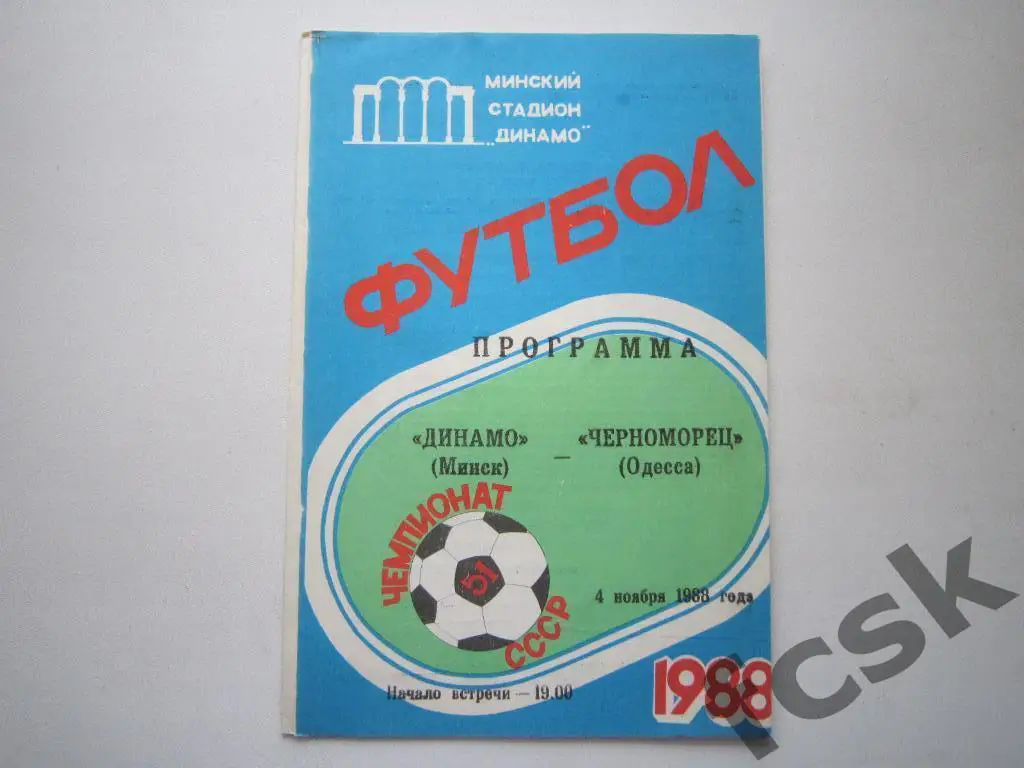 МИНСКИЙ
СТАДИОН
„ДИНАМО"
ФУТБОЛ
ПРОГРАММА
«ДИНАМО» — «ЧЕРНОМОРЕЦ»
(Минск) (Одесса)
ЧЕМПИОНАТ
51
СССР
4 ноября 1988 года
Начало встречи — 19.00
1988
icsk